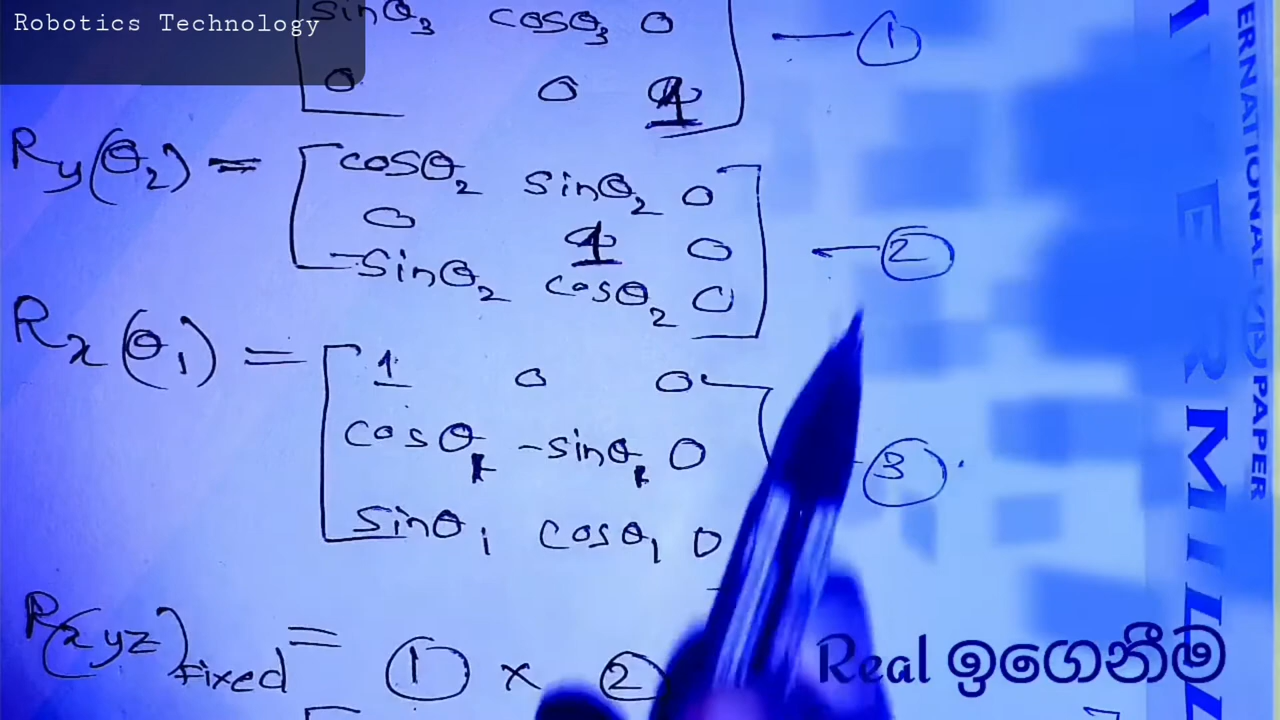 Robotics Technology
sinθ₃ cosθ₃ 0 — ①
0 0 1
Ry(θ₂) = cosθ₂ sinθ₂ 0
0 1 0 — ②
-sinθ₂ cosθ₂ 0
Rx(θ₁) = 1 0 0
cosθ₁ -sinθ₁ 0 ③
sinθ₁ cosθ₁ 0
R(xyz)fixed = ① × ②
ERNATIONAL (A) PAPER
Real ඉගෙනීම